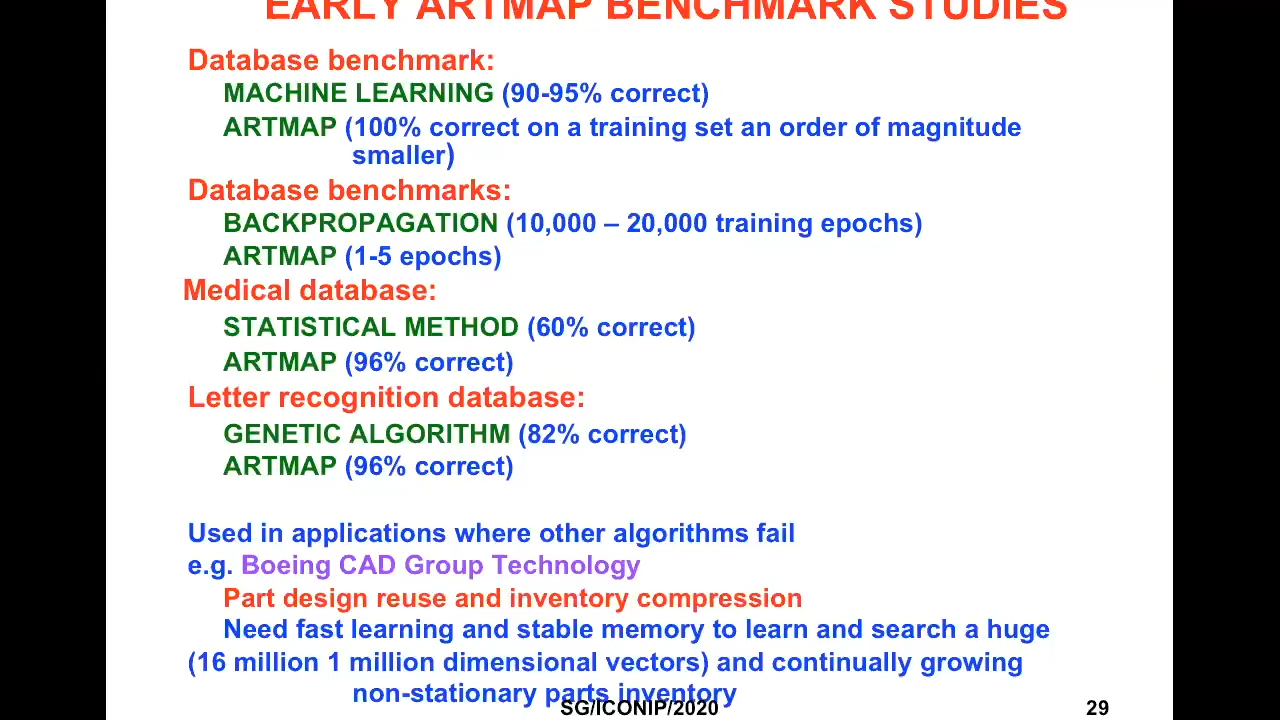 EARLY ARTMAP BENCHMARK STUDIES
Database benchmark:
MACHINE LEARNING (90-95% correct)
ARTMAP (100% correct on a training set an order of magnitude
smaller)
Database benchmarks:
BACKPROPAGATION (10,000 – 20,000 training epochs)
ARTMAP (1-5 epochs)
Medical database:
STATISTICAL METHOD (60% correct)
ARTMAP (96% correct)
Letter recognition database:
GENETIC ALGORITHM (82% correct)
ARTMAP (96% correct)
Used in applications where other algorithms fail
e.g. Boeing CAD Group Technology
Part design reuse and inventory compression
Need fast learning and stable memory to learn and search a huge
(16 million 1 million dimensional vectors) and continually growing
non-stationary parts inventory
SG/ICONIP/2020
29